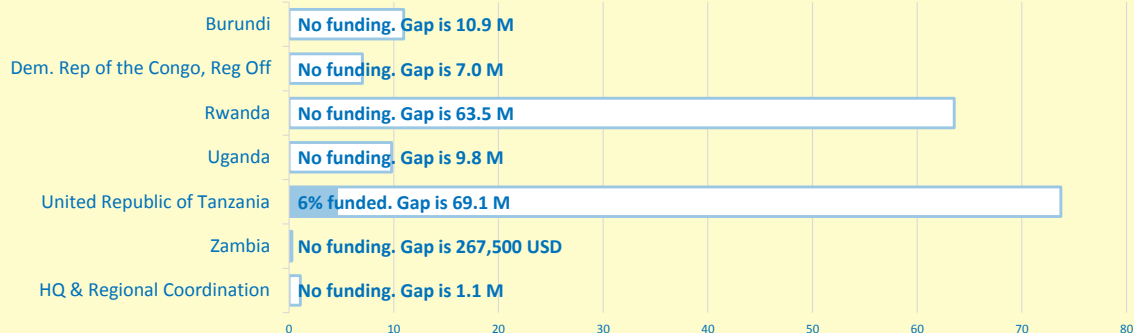 Burundi No funding. Gap is 10.9 M
Dem. Rep of the Congo, Reg Off No funding. Gap is 7.0 M
Rwanda No funding. Gap is 63.5 M
Uganda No funding. Gap is 9.8 M
United Republic of Tanzania 6% funded. Gap is 69.1 M
Zambia No funding. Gap is 267,500 USD
HQ & Regional Coordination No funding. Gap is 1.1 M
0 10 20 30 40 50 60 70 80